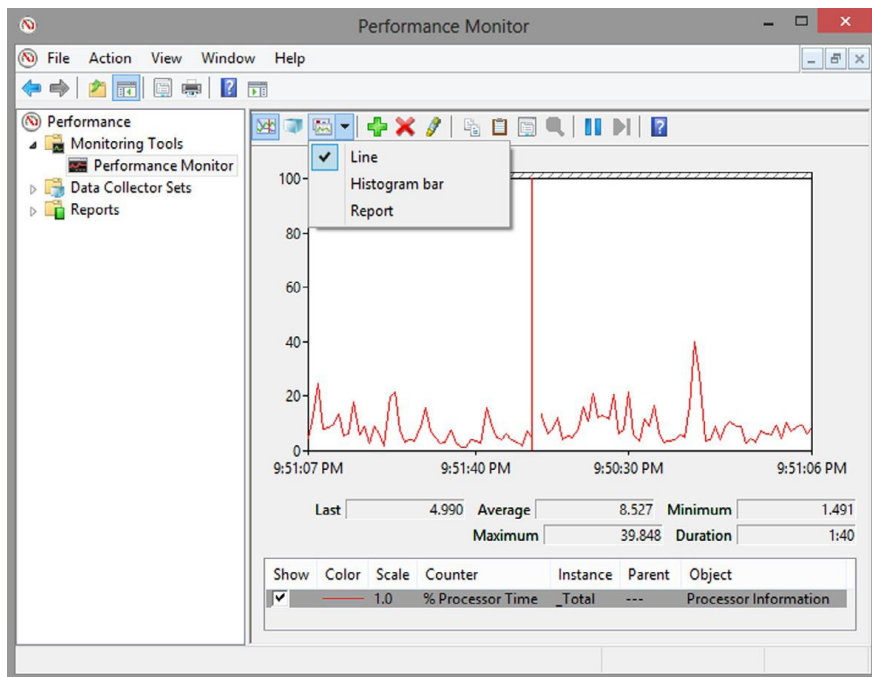 Performance Monitor
File Action View Window Help
Performance
Monitoring Tools
Performance Monitor
Data Collector Sets
Reports
Line
Histogram bar
Report
100
80
60
40
20
0
9:51:07 PM 9:51:40 PM 9:50:30 PM 9:51:06 PM
Last 4.990 Average 8.527 Minimum 1.491
Maximum 39.848 Duration 1:40
Show Color Scale Counter Instance Parent Object
1.0 % Processor Time _Total --- Processor Information